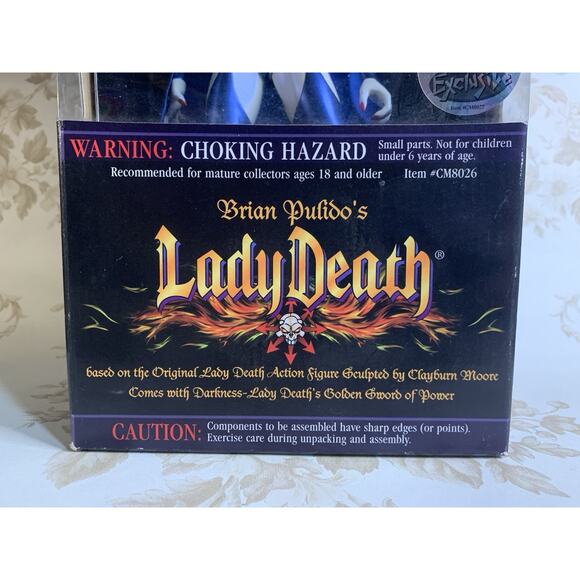 Exclusive
WARNING: CHOKING HAZARD Small parts. Not for children
under 6 years of age.
Recommended for mature collectors ages 18 and older Item #CM8026
Brian Pulido's
Lady Death®
based on the Original Lady Death Action Figure Sculpted by Clayburn Moore
Comes with Darkness-Lady Death's Golden Sword of Power
CAUTION: Components to be assembled have sharp edges (or points).
Exercise care during unpacking and assembly.